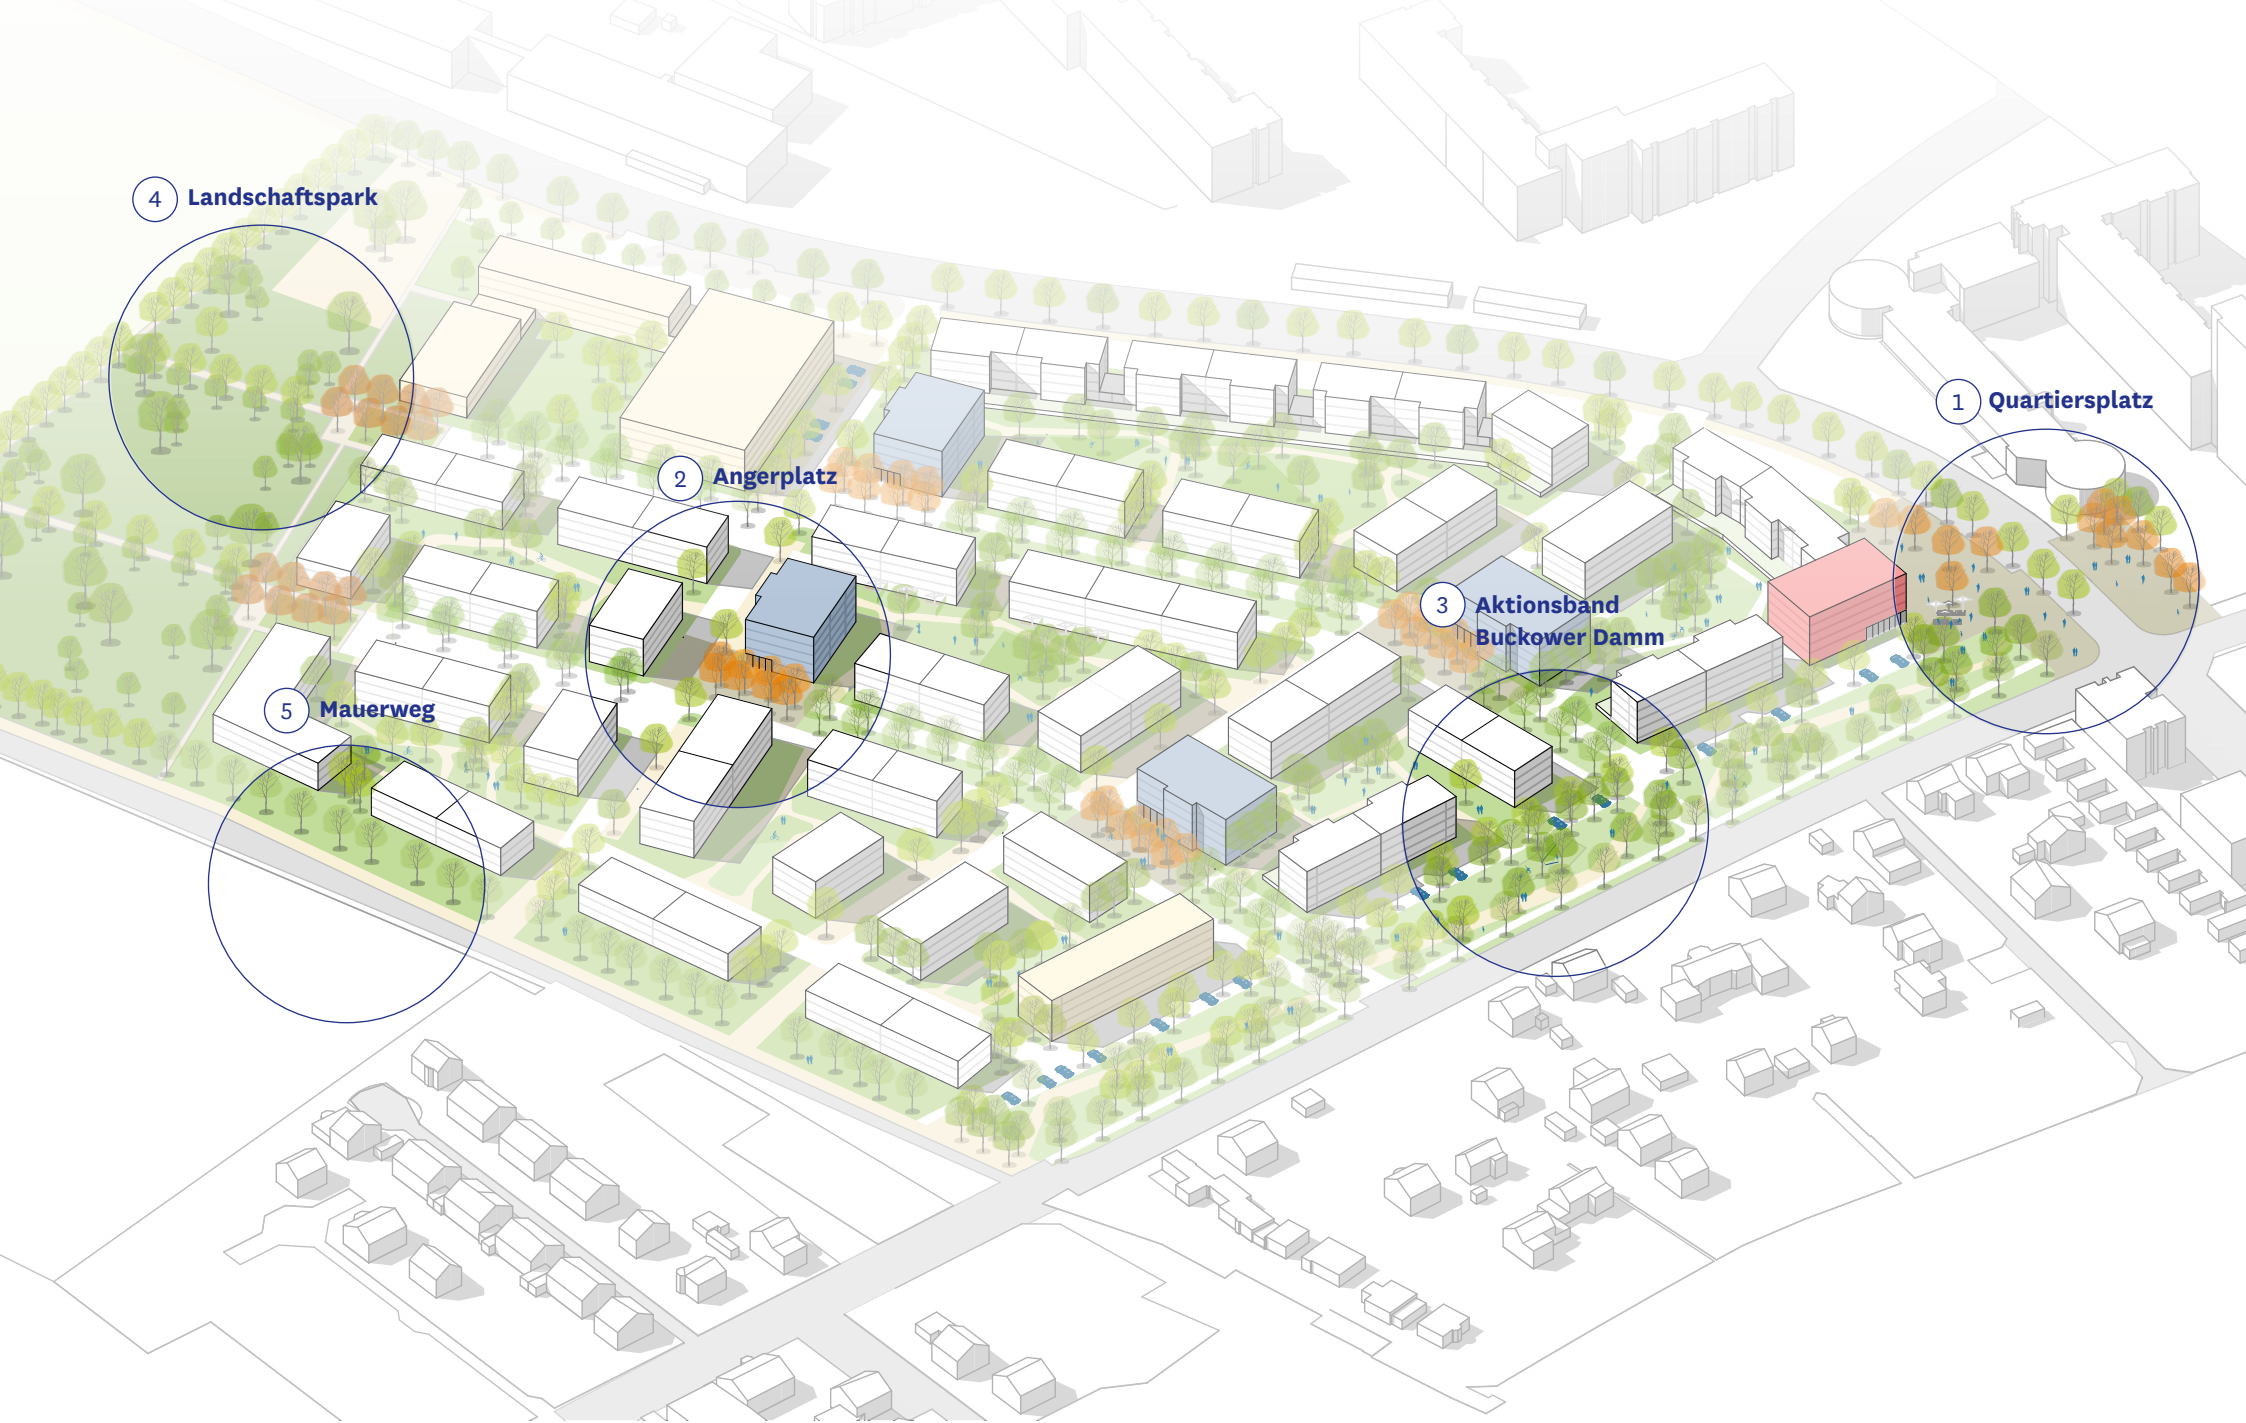 4 Landschaftspark
1 Quartiersplatz
2 Angerplatz
3 Aktionsband
Buckower Damm
5 Mauerweg